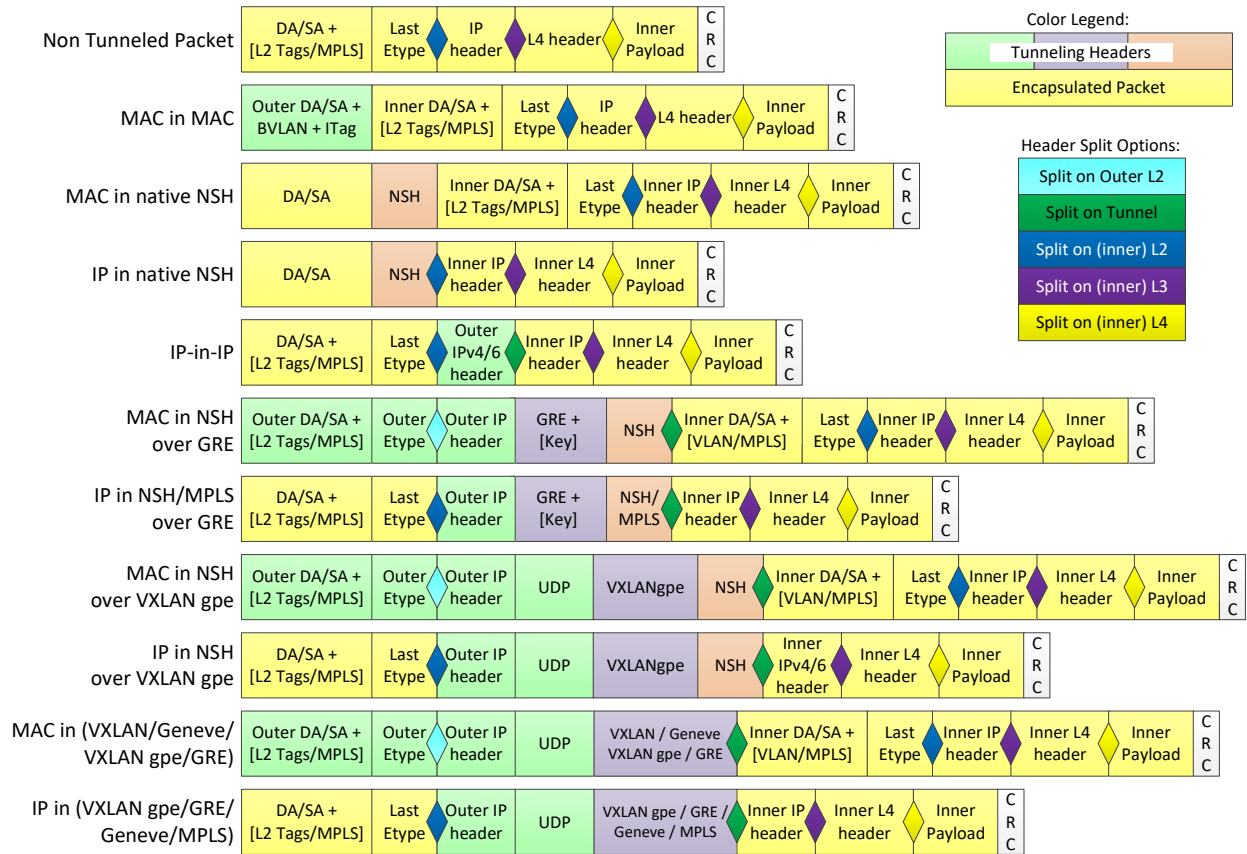 Non Tunneled Packet
DA/SA +
[L2 Tags/MPLS]
Last
Etype
IP
header
L4 header
Inner
Payload
C
R
C
Color Legend:
Tunneling Headers
Encapsulated Packet
MAC in MAC
Outer DA/SA +
BVLAN + ITag
Inner DA/SA +
[L2 Tags/MPLS]
Last
Etype
IP
header
L4 header
Inner
Payload
C
R
C
Header Split Options:
Split on Outer L2
Split on Tunnel
Split on (inner) L2
Split on (inner) L3
Split on (inner) L4
MAC in native NSH
DA/SA
NSH
Inner DA/SA +
[L2 Tags/MPLS]
Last
Etype
Inner IP
header
Inner L4
header
Inner
Payload
C
R
C
IP in native NSH
DA/SA
NSH
Inner IP
header
Inner L4
header
Inner
Payload
C
R
C
IP-in-IP
DA/SA +
[L2 Tags/MPLS]
Last
Etype
Outer
IPv4/6
header
Inner IP
header
Inner L4
header
Inner
Payload
C
R
C
MAC in NSH
over GRE
Outer DA/SA +
[L2 Tags/MPLS]
Outer
Etype
Outer IP
header
GRE +
[Key]
NSH
Inner DA/SA +
[VLAN/MPLS]
Last
Etype
Inner IP
header
Inner L4
header
Inner
Payload
C
R
C
IP in NSH/MPLS
over GRE
DA/SA +
[L2 Tags/MPLS]
Last
Etype
Outer IP
header
GRE +
[Key]
NSH/
MPLS
Inner IP
header
Inner L4
header
Inner
Payload
C
R
C
MAC in NSH
over VXLAN gpe
Outer DA/SA +
[L2 Tags/MPLS]
Outer
Etype
Outer IP
header
UDP
VXLANgpe
NSH
Inner DA/SA +
[VLAN/MPLS]
Last
Etype
Inner IP
header
Inner L4
header
Inner
Payload
C
R
C
IP in NSH
over VXLAN gpe
DA/SA +
[L2 Tags/MPLS]
Last
Etype
Outer IP
header
UDP
VXLANgpe
NSH
Inner
IPv4/6
header
Inner L4
header
Inner
Payload
C
R
C
MAC in (VXLAN/Geneve/
VXLAN gpe/GRE)
Outer DA/SA +
[L2 Tags/MPLS]
Outer
Etype
Outer IP
header
UDP
VXLAN / Geneve
VXLAN gpe / GRE
Inner DA/SA +
[VLAN/MPLS]
Last
Etype
Inner IP
header
Inner L4
header
Inner
Payload
C
R
C
IP in (VXLAN gpe/GRE/
Geneve/MPLS)
DA/SA +
[L2 Tags/MPLS]
Last
Etype
Outer IP
header
UDP
VXLAN gpe / GRE /
Geneve / MPLS
Inner IP
header
Inner L4
header
Inner
Payload
C
R
C